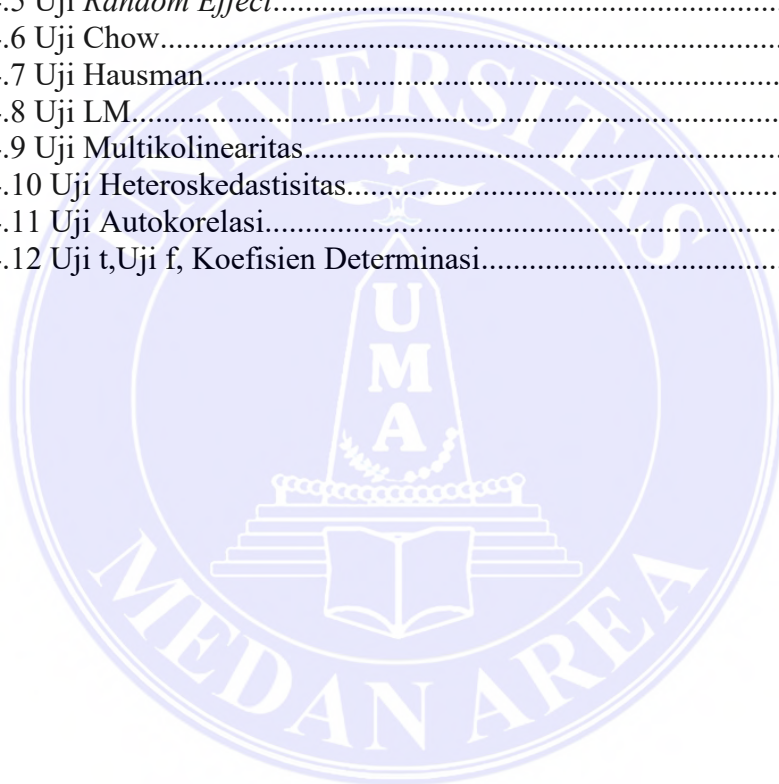 .5 Uji Random Effect................................................................
.6 Uji Chow..............................................................................
.7 Uji Hausman........................................................................
.8 Uji LM.................................................................................
.9 Uji Multikolinearitas............................................................
.10 Uji Heteroskedastisitas......................................................
.11 Uji Autokorelasi.................................................................
.12 Uji t,Uji f, Koefisien Determinasi.....................................
UNIVERSITAS
U
M
A
MEDAN AREA